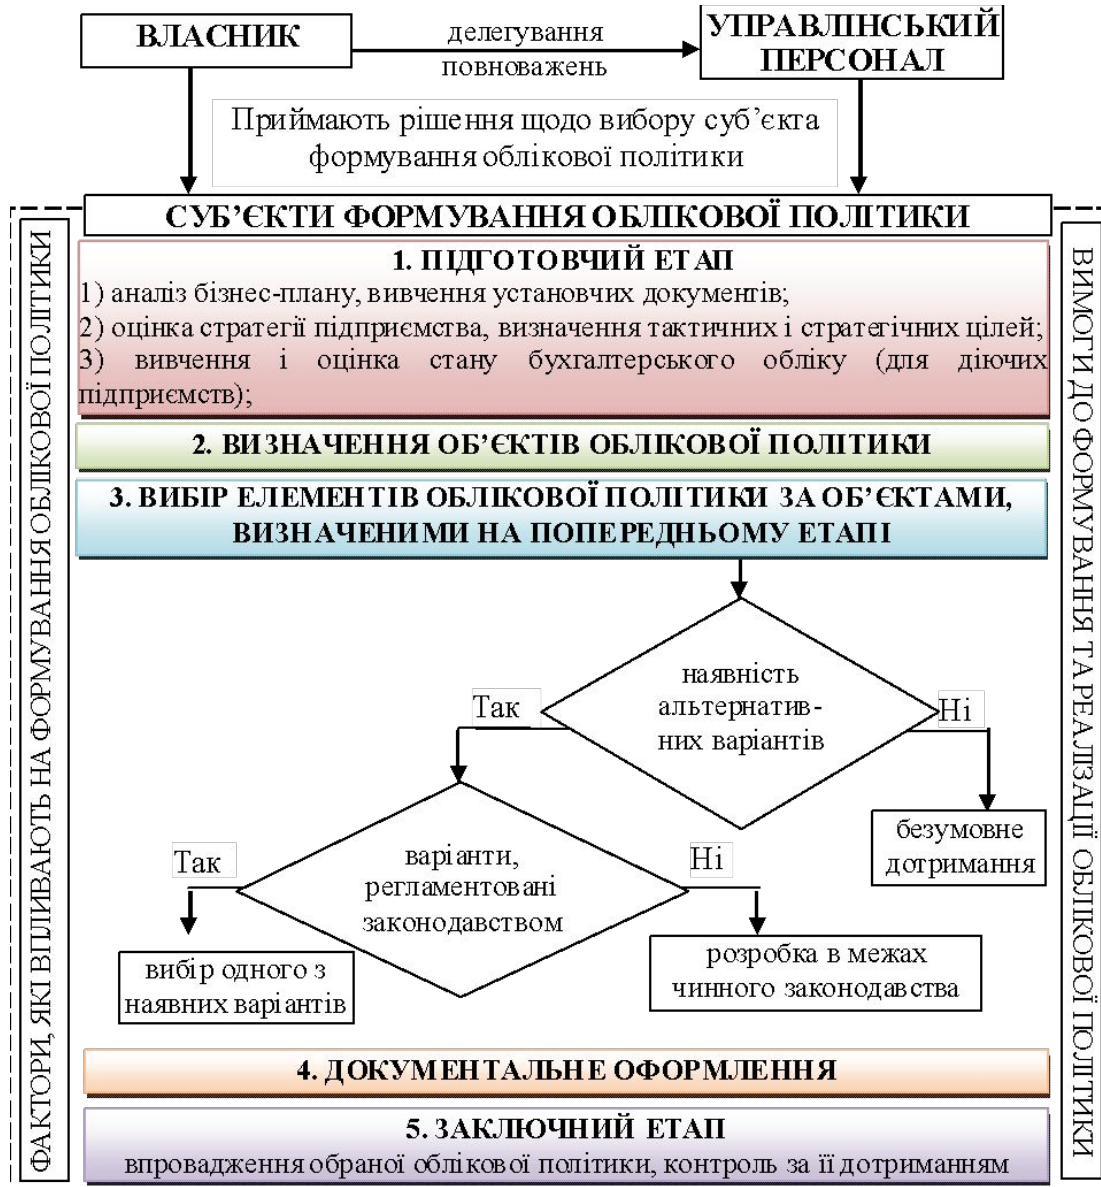 ВЛАСНИК
делегування
повноважень
УПРАВЛІНСЬКИЙ
ПЕРСОНАЛ
Приймають рішення щодо вибору суб’єкта
формування облікової політики
СУБ’ЄКТИ ФОРМУВАННЯ ОБЛІКОВОЇ ПОЛІТИКИ
ФАКТОРИ, ЯКІ ВПЛИВАЮТЬ НА ФОРМУВАННЯ ОБЛІКОВОЇ ПОЛІТИКИ
1. ПІДГОТОВЧИЙ ЕТАП
1) аналіз бізнес-плану, вивчення установчих документів;
2) оцінка стратегії підприємства, визначення тактичних і стратегічних цілей;
3) вивчення і оцінка стану бухгалтерського обліку (для діючих
підприємств);
2. ВИЗНАЧЕННЯ ОБ’ЄКТІВ ОБЛІКОВОЇ ПОЛІТИКИ
3. ВИБІР ЕЛЕМЕНТІВ ОБЛІКОВОЇ ПОЛІТИКИ ЗА ОБ’ЄКТАМИ,
ВИЗНАЧЕНИМИ НА ПОПЕРЕДНЬОМУ ЕТАПІ
наявність
альтернатив-
них варіантів
Так
Ні
безумовне
дотримання
варіанти,
регламентовані
законодавством
Так
Ні
вибір одного з
наявних варіантів
розробка в межах
чинного законодавства
4. ДОКУМЕНТАЛЬНЕ ОФОРМЛЕННЯ
5. ЗАКЛЮЧНИЙ ЕТАП
впровадження обраної облікової політики, контроль за її дотриманням
ВИМОГИ ДО ФОРМУВАННЯ ТА РЕАЛІЗАЦІЇ ОБЛІКОВОЇ ПОЛІТИКИ